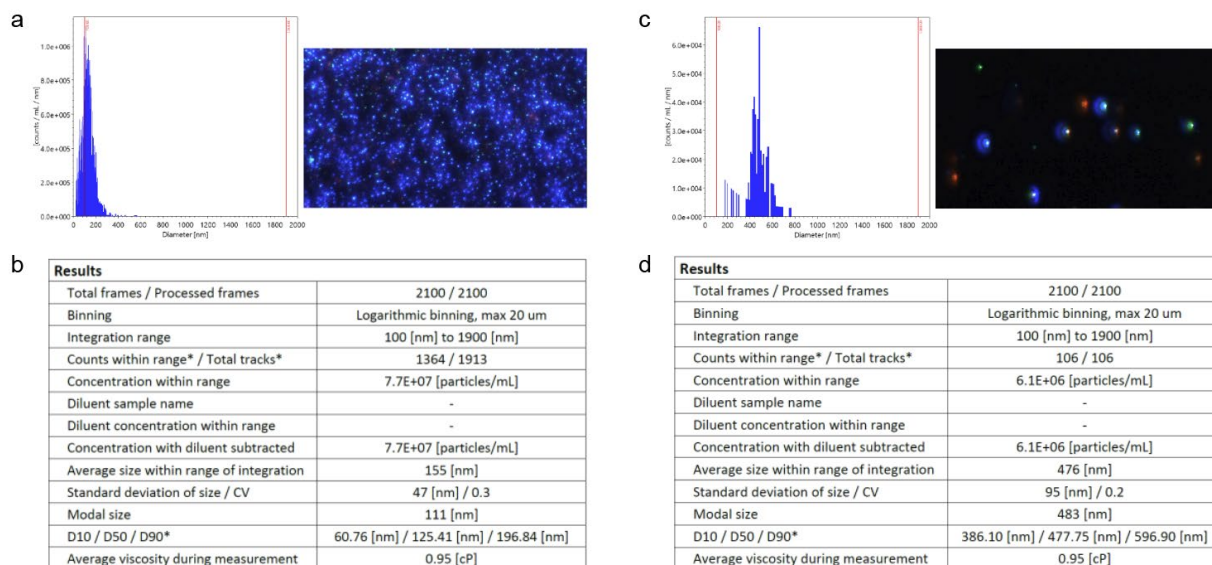 a
[counts / mL / nm]
1.0e+006
8.0e+005
6.0e+005
4.0e+005
2.0e+005
0.0
0 200 400 600 800 1000 1200 1400 1600 1800 2000
Diameter [nm]
c
[counts / mL / nm]
6.0e+004
5.0e+004
4.0e+004
3.0e+004
2.0e+004
1.0e+004
0.0e+000
0 200 400 600 800 1000 1200 1400 1600 1800 2000
Diameter [nm]
b
Results
Total frames / Processed frames 2100 / 2100
Binning Logarithmic binning, max 20 um
Integration range 100 [nm] to 1900 [nm]
Counts within range* / Total tracks* 1364 / 1913
Concentration within range 7.7E+07 [particles/mL]
Diluent sample name -
Diluent concentration within range -
Concentration with diluent subtracted 7.7E+07 [particles/mL]
Average size within range of integration 155 [nm]
Standard deviation of size / CV 47 [nm] / 0.3
Modal size 111 [nm]
D10 / D50 / D90* 60.76 [nm] / 125.41 [nm] / 196.84 [nm]
Average viscosity during measurement 0.95 [cP]
d
Results
Total frames / Processed frames 2100 / 2100
Binning Logarithmic binning, max 20 um
Integration range 100 [nm] to 1900 [nm]
Counts within range* / Total tracks* 106 / 106
Concentration within range 6.1E+06 [particles/mL]
Diluent sample name -
Diluent concentration within range -
Concentration with diluent subtracted 6.1E+06 [particles/mL]
Average size within range of integration 476 [nm]
Standard deviation of size / CV 95 [nm] / 0.2
Modal size 483 [nm]
D10 / D50 / D90* 386.10 [nm] / 477.75 [nm] / 596.90 [nm]
Average viscosity during measurement 0.95 [cP]